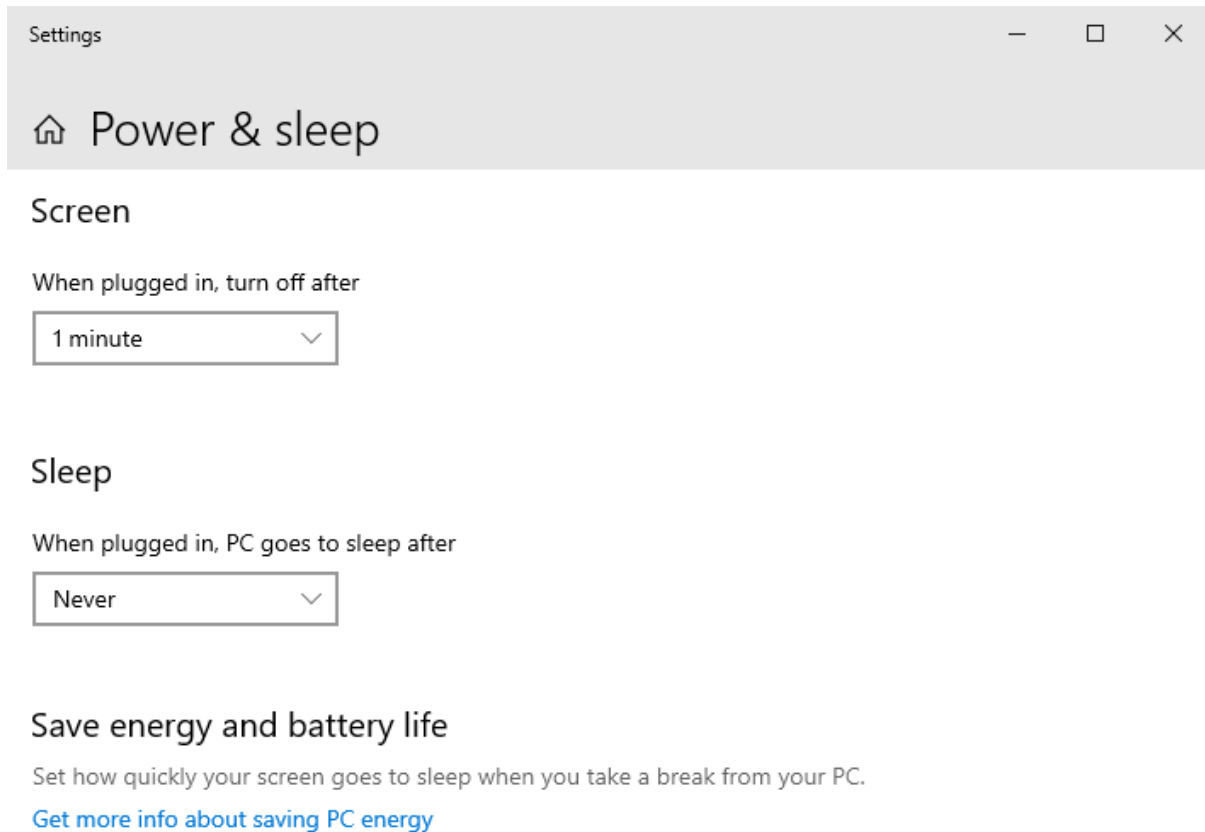 Settings
Power & sleep
Screen
When plugged in, turn off after
1 minute
Sleep
When plugged in, PC goes to sleep after
Never
Save energy and battery life
Set how quickly your screen goes to sleep when you take a break from your PC.
Get more info about saving PC energy